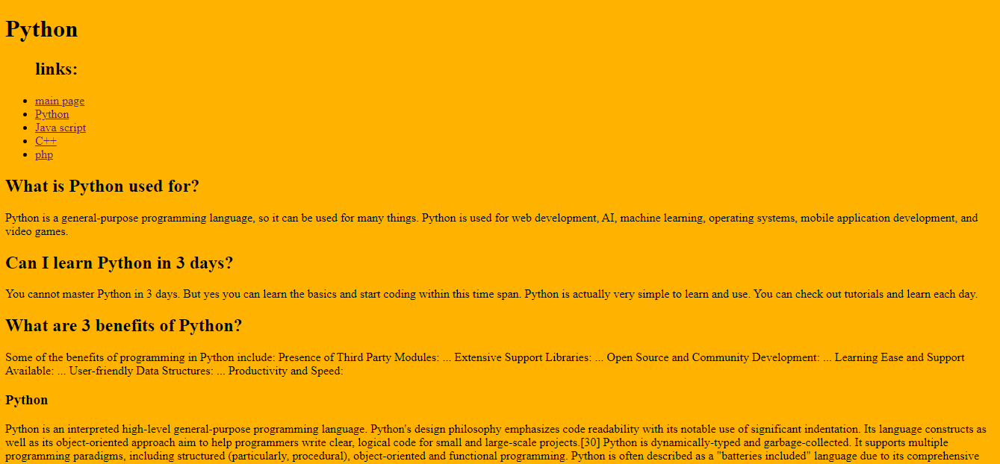 Python
links:
main page
Python
Java script
C++
php
What is Python used for?
Python is a general-purpose programming language, so it can be used for many things. Python is used for web development, AI, machine learning, operating systems, mobile application development, and
video games.
Can I learn Python in 3 days?
You cannot master Python in 3 days. But yes you can learn the basics and start coding within this time span. Python is actually very simple to learn and use. You can check out tutorials and learn each day.
What are 3 benefits of Python?
Some of the benefits of programming in Python include: Presence of Third Party Modules: ... Extensive Support Libraries: ... Open Source and Community Development: ... Learning Ease and Support
Available: ... User-friendly Data Structures: ... Productivity and Speed:
Python
Python is an interpreted high-level general-purpose programming language. Python's design philosophy emphasizes code readability with its notable use of significant indentation. Its language constructs as
well as its object-oriented approach aim to help programmers write clear, logical code for small and large-scale projects.[30] Python is dynamically-typed and garbage-collected. It supports multiple
programming paradigms, including structured (particularly, procedural), object-oriented and functional programming. Python is often described as a "batteries included" language due to its comprehensive